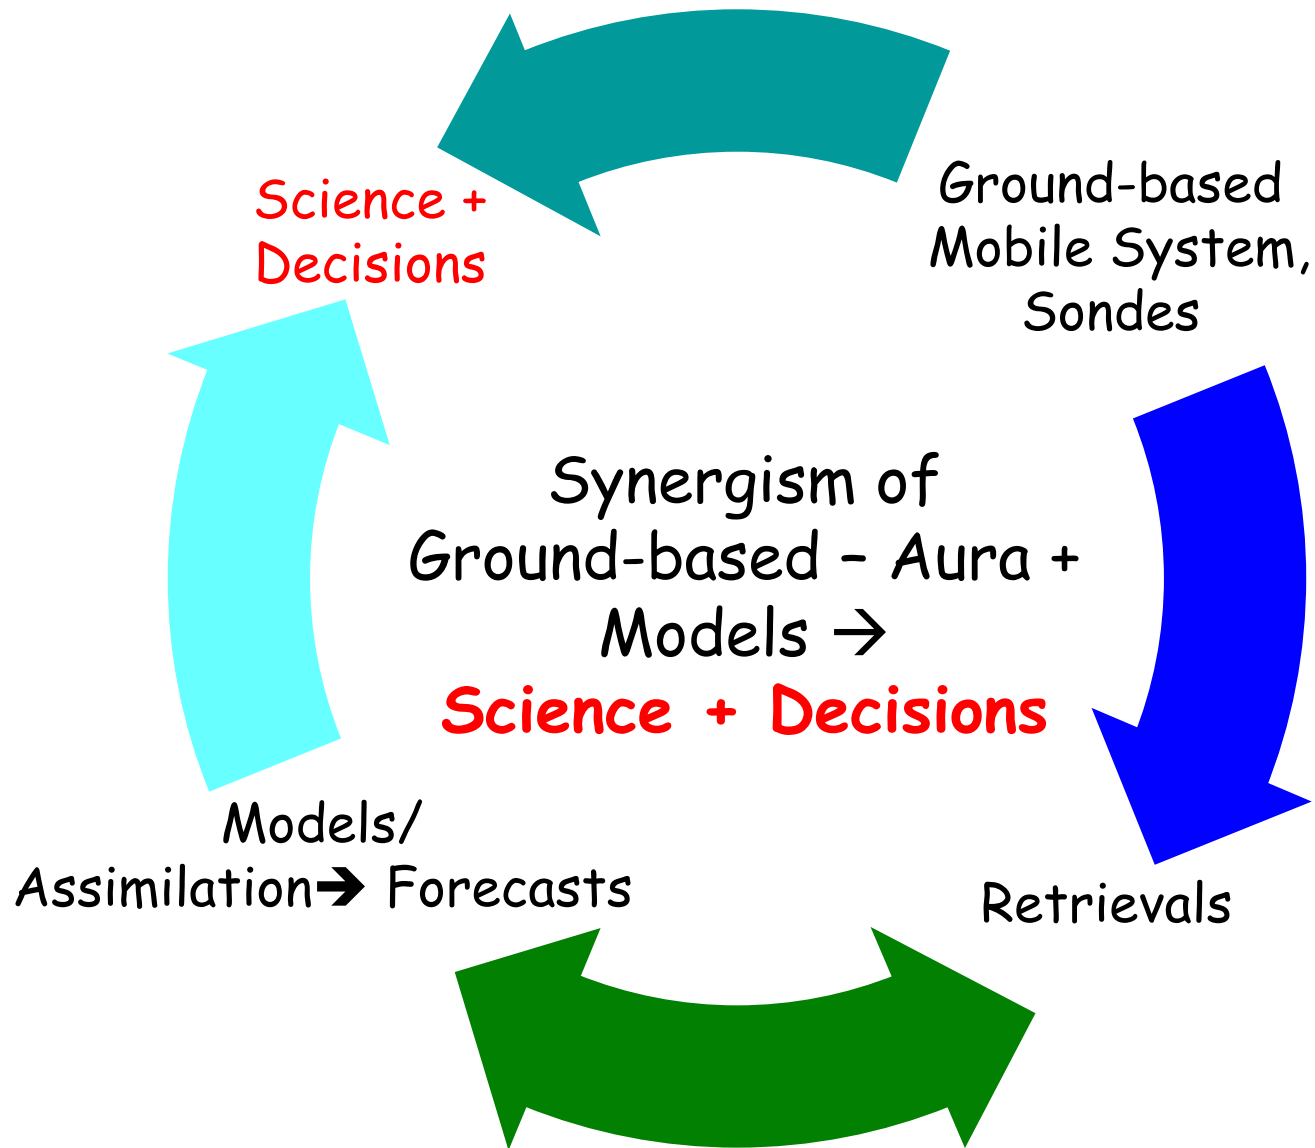 Science +
Decisions
Ground-based
Mobile System,
Sondes
Synergism of
Ground-based – Aura +
Models →
Science + Decisions
Models/
Assimilation➔ Forecasts
Retrievals